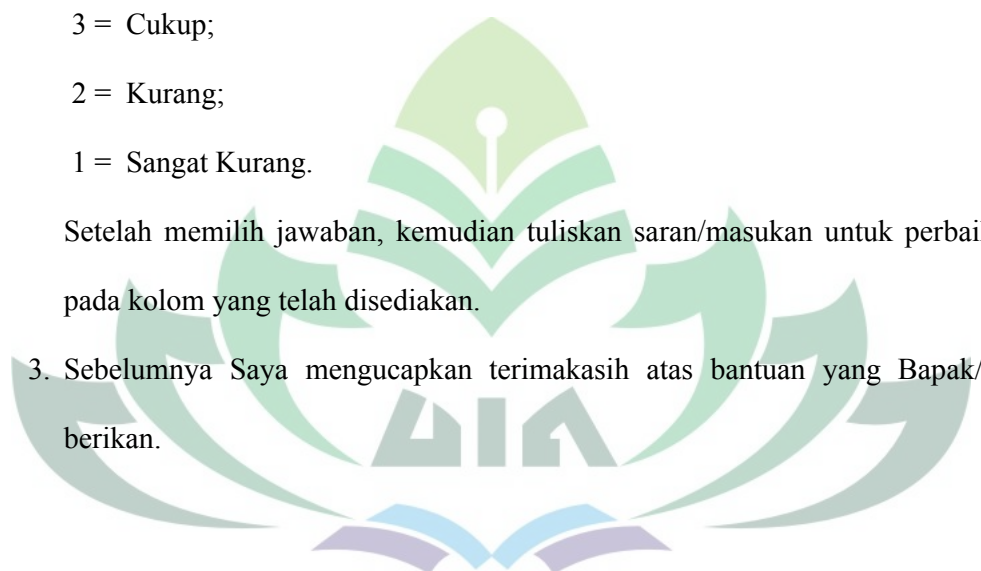 3 = Cukup;
2 = Kurang;
1 = Sangat Kurang.
Setelah memilih jawaban, kemudian tuliskan saran/masukan untuk
pada kolom yang telah disediakan.
3. Sebelumnya Saya mengucapkan terimakasih atas bantuan yang Bapak/
berikan.
UIN